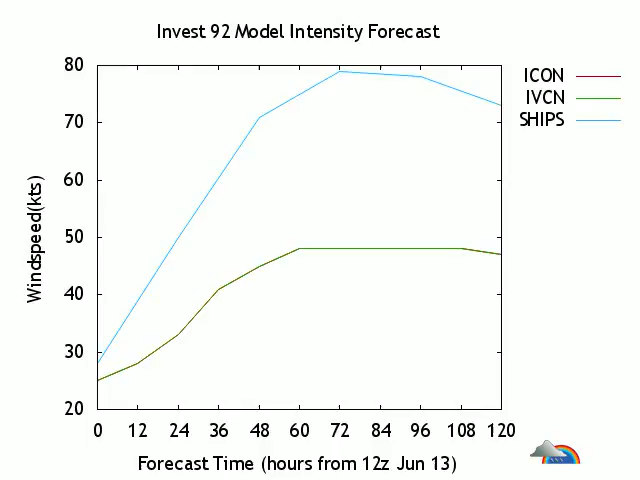 Invest 92 Model Intensity Forecast
ICON
IVCN
SHIPS
80
70
60
50
40
30
20
Windspeed(kts)
0 12 24 36 48 60 72 84 96 108 120
Forecast Time (hours from 12z Jun 13)